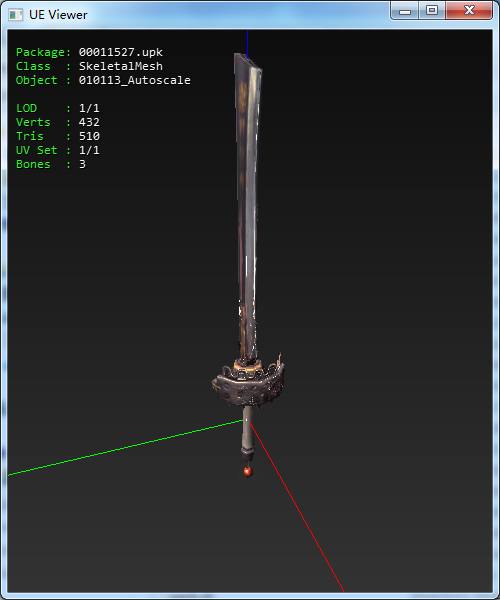 UE Viewer
Package: 00011527.upk
Class : SkeletalMesh
Object : 010113_Autoscale
LOD : 1/1
Verts : 432
Tris : 510
UV Set : 1/1
Bones : 3